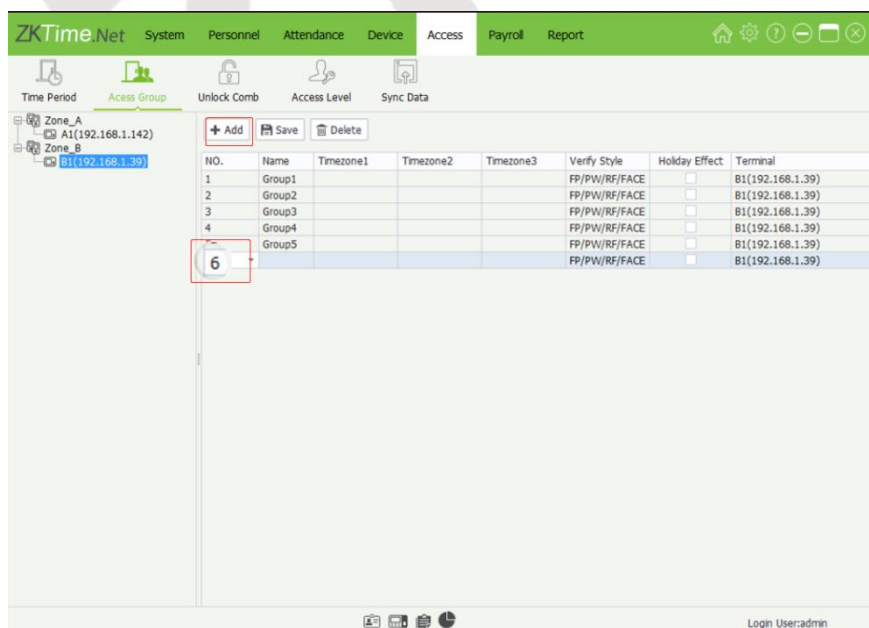 ZKTime.Net System Personnel Attendance Device Access Payroll Report
Time Period Acess Group Unlock Comb Access Level Sync Data
Zone_A
A1(192.168.1.142)
Zone_B
B1(192.168.1.39)
+ Add Save Delete
NO. Name Timezone1 Timezone2 Timezone3 Verify Style Holiday Effect Terminal
1 Group1 FP/PW/RF/FACE B1(192.168.1.39)
2 Group2 FP/PW/RF/FACE B1(192.168.1.39)
3 Group3 FP/PW/RF/FACE B1(192.168.1.39)
4 Group4 FP/PW/RF/FACE B1(192.168.1.39)
Group5 FP/PW/RF/FACE B1(192.168.1.39)
6 FP/PW/RF/FACE B1(192.168.1.39)
Login User:admin